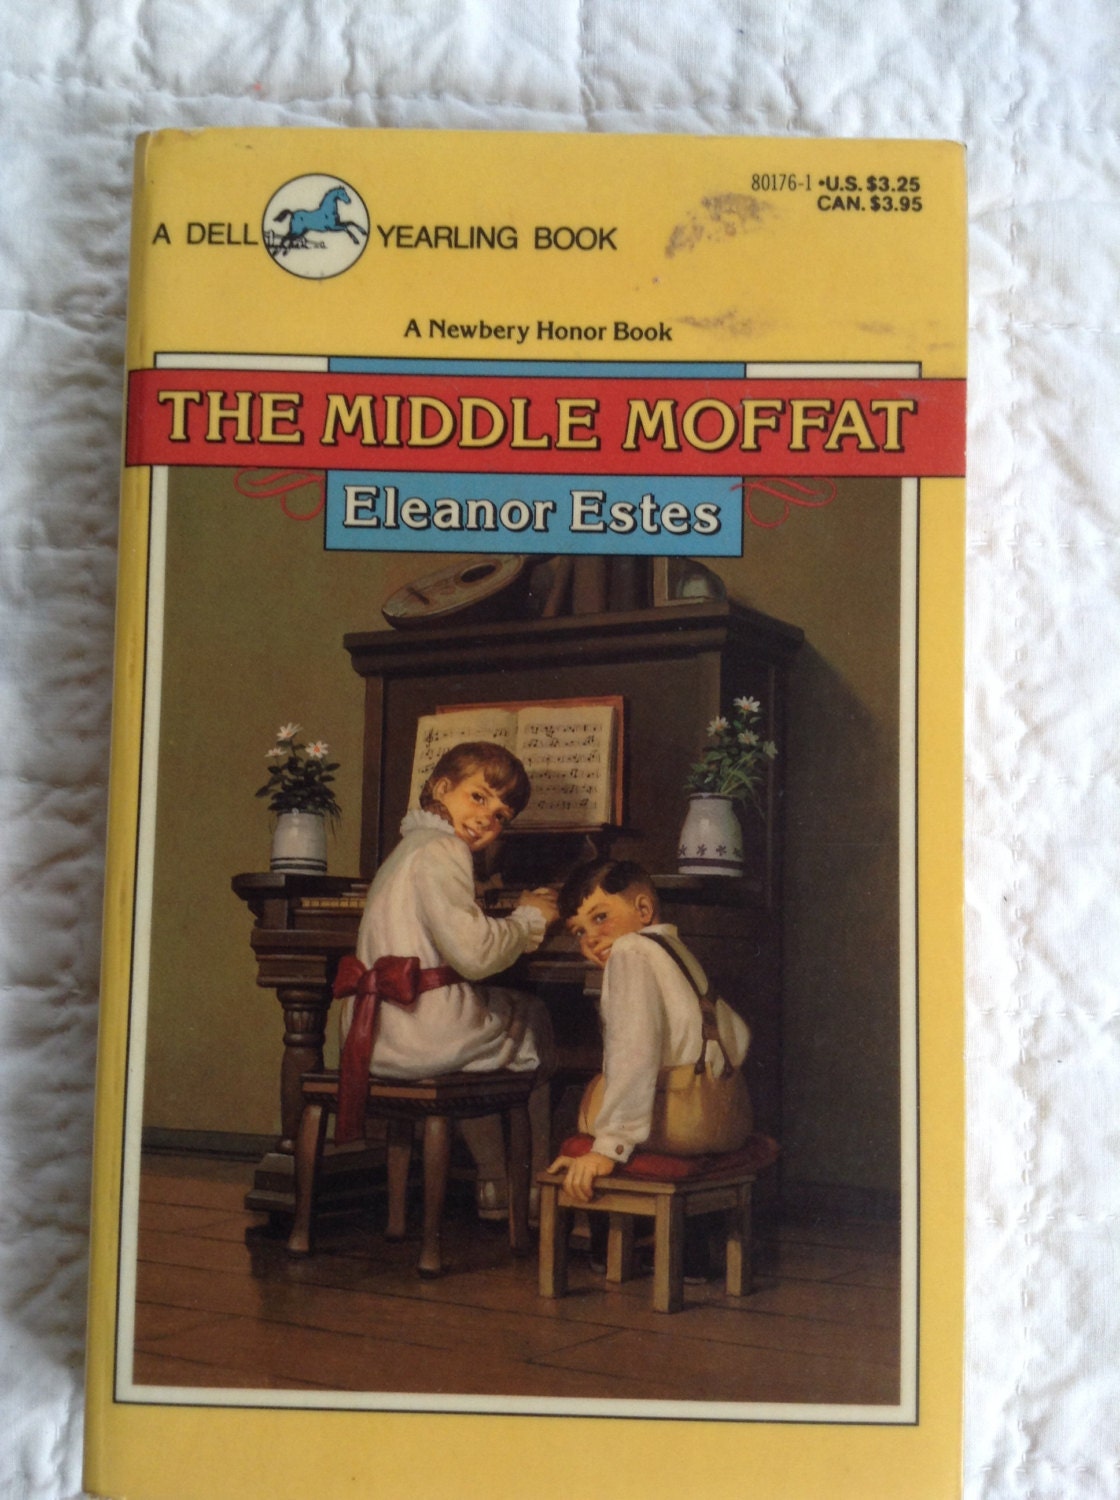 80176-1 •U.S. $3.25
CAN. $3.95
A DELL YEARLING BOOK
A Newbery Honor Book
THE MIDDLE MOFFAT
Eleanor Estes